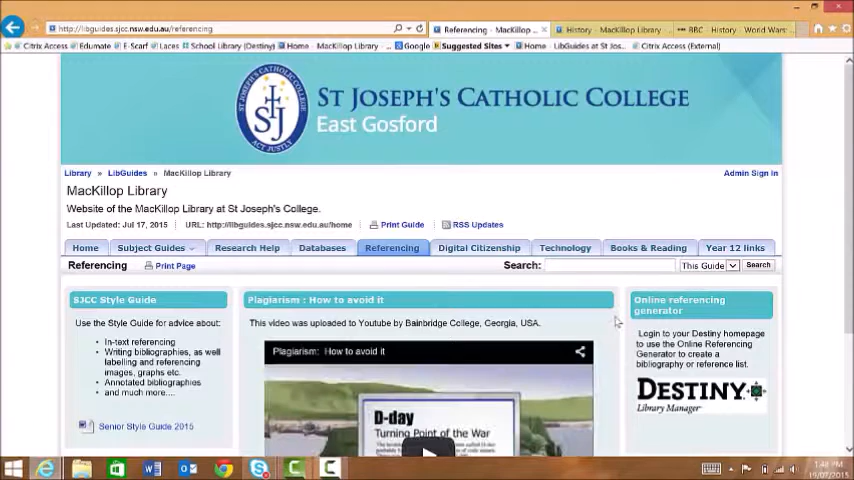 http://libguides.sjcc.nsw.edu.au/referencing
Referencing - MacKillop ...
History - MacKillop Library
BBC - History - World Wars:
Citrix Access Edumate E-Scarf Laces School Library (Destiny) Home - MacKillop Library ... Google Suggested Sites Home - LibGuides at St Jos... Citrix Access (External)
ST JOSEPH'S CATHOLIC COLLEGE
East Gosford
SJ
ACT JUSTLY
Library » LibGuides » MacKillop Library
Admin Sign In
MacKillop Library
Website of the MacKillop Library at St Joseph's College.
Last Updated: Jul 17, 2015 URL: http://libguides.sjcc.nsw.edu.au/home Print Guide RSS Updates
Home Subject Guides Research Help Databases Referencing Digital Citizenship Technology Books & Reading Year 12 links
Referencing Print Page Search: This Guide Search
SJCC Style Guide
Use the Style Guide for advice about:
• In-text referencing
• Writing bibliographies, as well
labelling and referencing
images, graphs etc.
• Annotated bibliographies
• and much more....
Senior Style Guide 2015
Plagiarism : How to avoid it
This video was uploaded to Youtube by Bainbridge College, Georgia, USA.
Plagiarism: How to avoid it
D-day
Turning Point of the War
Online referencing
generator
Login to your Destiny homepage
to use the Online Referencing
Generator to create a
bibliography or reference list.
DESTINY
Library Manager
1:48 PM
19/07/2015